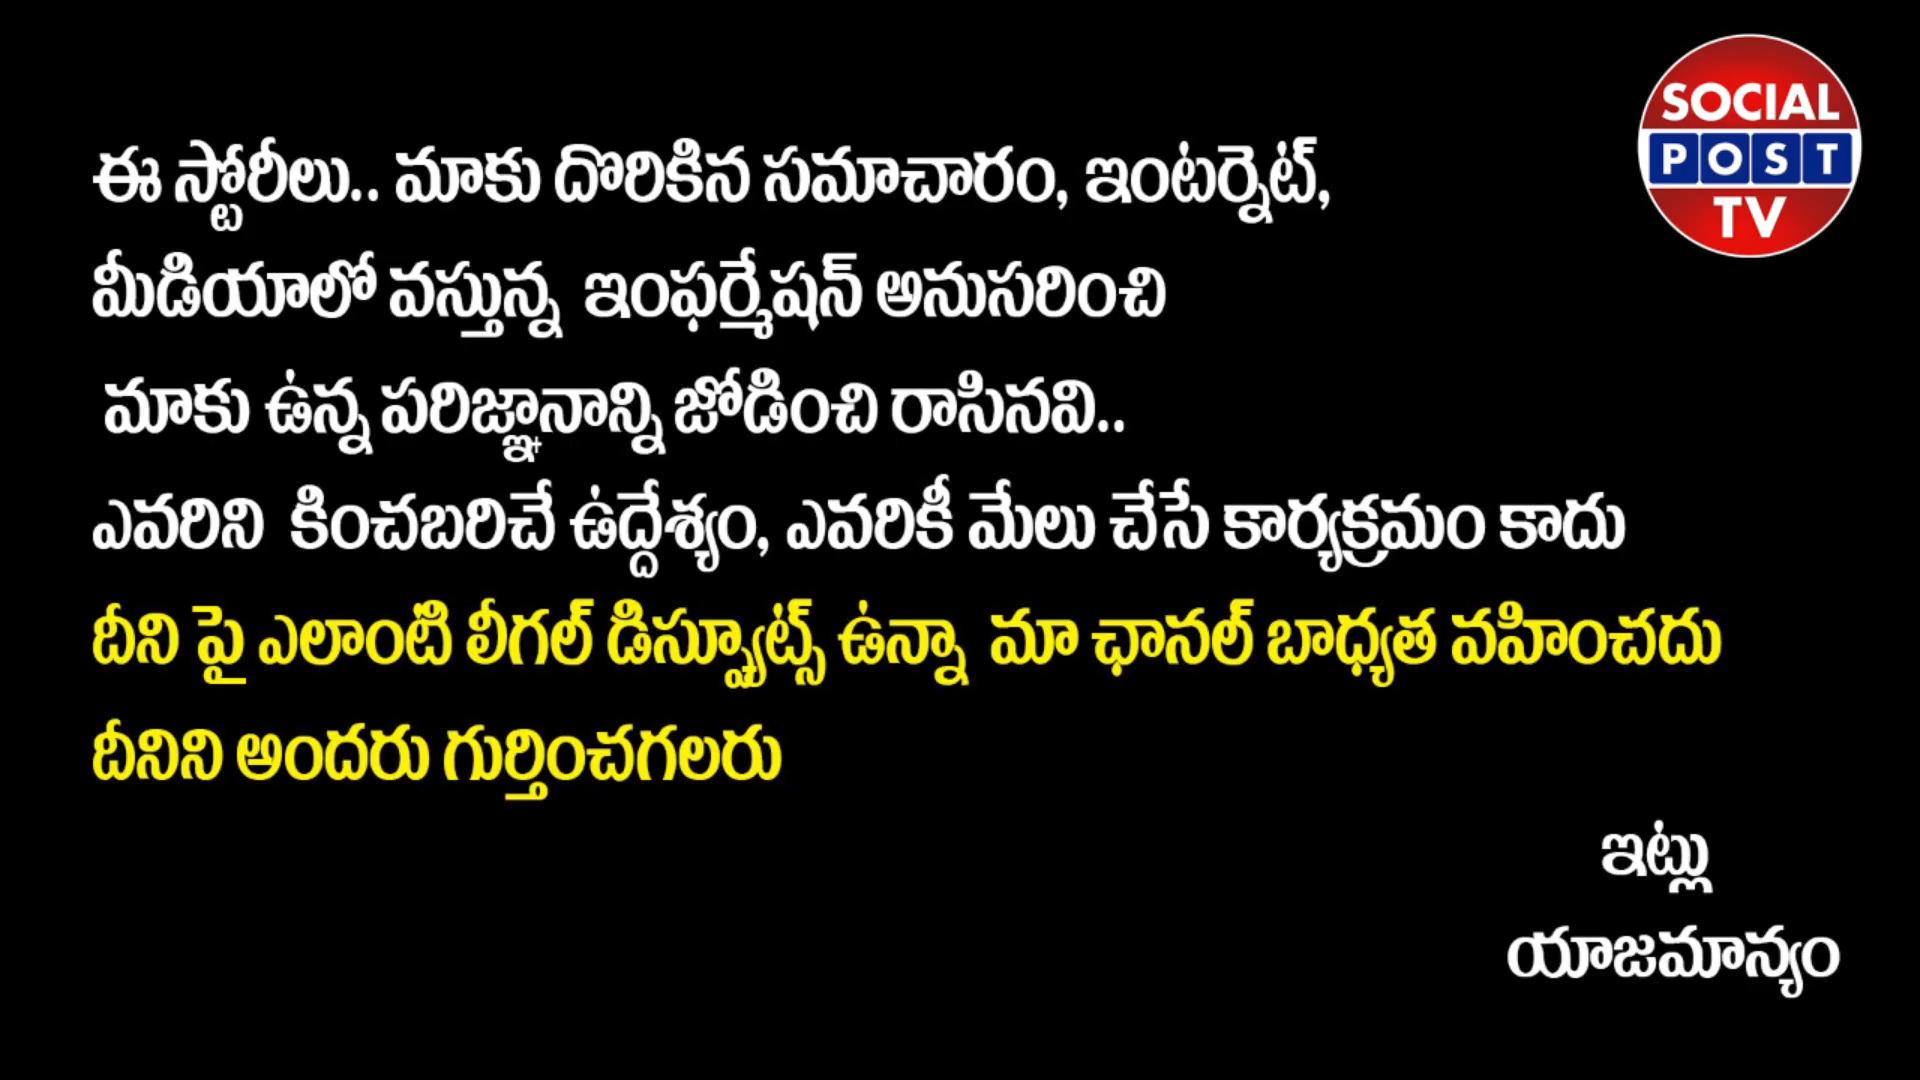 SOCIAL
POST
TV
ఈ స్టోరీలు.. మాకు దొరికిన సమాచారం, ఇంటర్నెట్,
మీడియాలో వస్తున్న ఇంఫర్మేషన్ అనుసరించి
మాకు ఉన్న పరిజ్ఞానాన్ని జోడించి రాసినవి..
ఎవరిని కించబరిచే ఉద్దేశ్యం, ఎవరికీ మేలు చేసే కార్యక్రమం కాదు
దీని పై ఎలాంటి లీగల్ డిస్ప్యూట్స్ ఉన్నా మా ఛానల్ బాధ్యత వహించదు
దీనిని అందరు గుర్తించగలరు
ఇట్లు
యాజమాన్యం